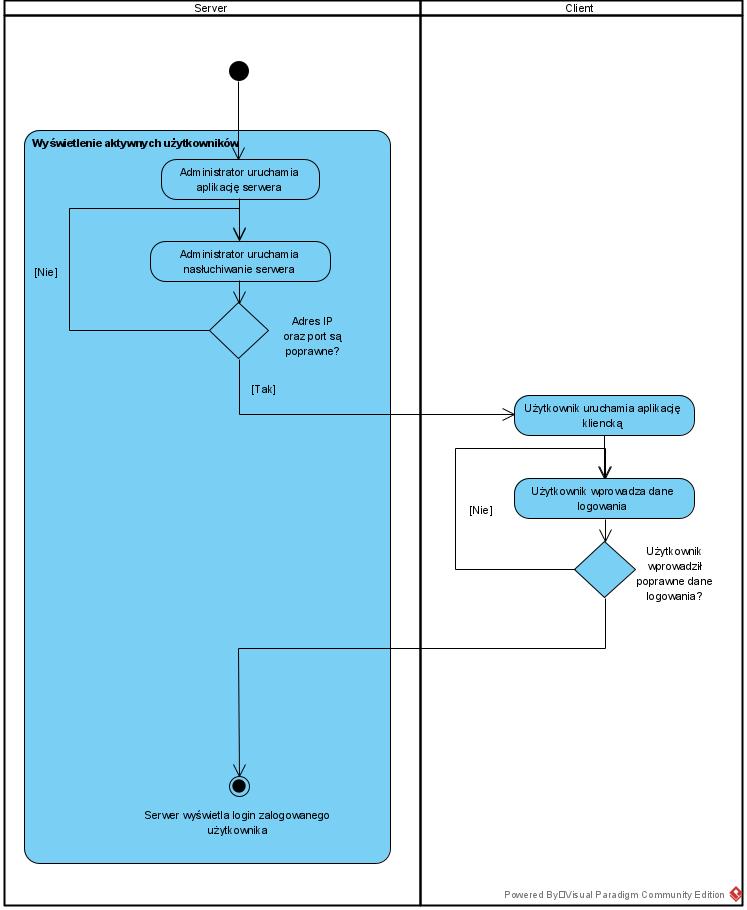 Server
Client
Wyświetlenie aktywnych użytkowników
Administrator uruchamia
aplikację serwera
Administrator uruchamia
nasłuchiwanie serwera
[Nie]
Adres IP
oraz port są
poprawne?
[Tak]
Użytkownik uruchamia aplikację
kliencką
Użytkownik wprowadza dane
logowania
[Nie]
Użytkownik
wprowadził
poprawne dane
logowania?
Serwer wyświetla login zalogowanego
użytkownika
Powered By□Visual Paradigm Community Edition